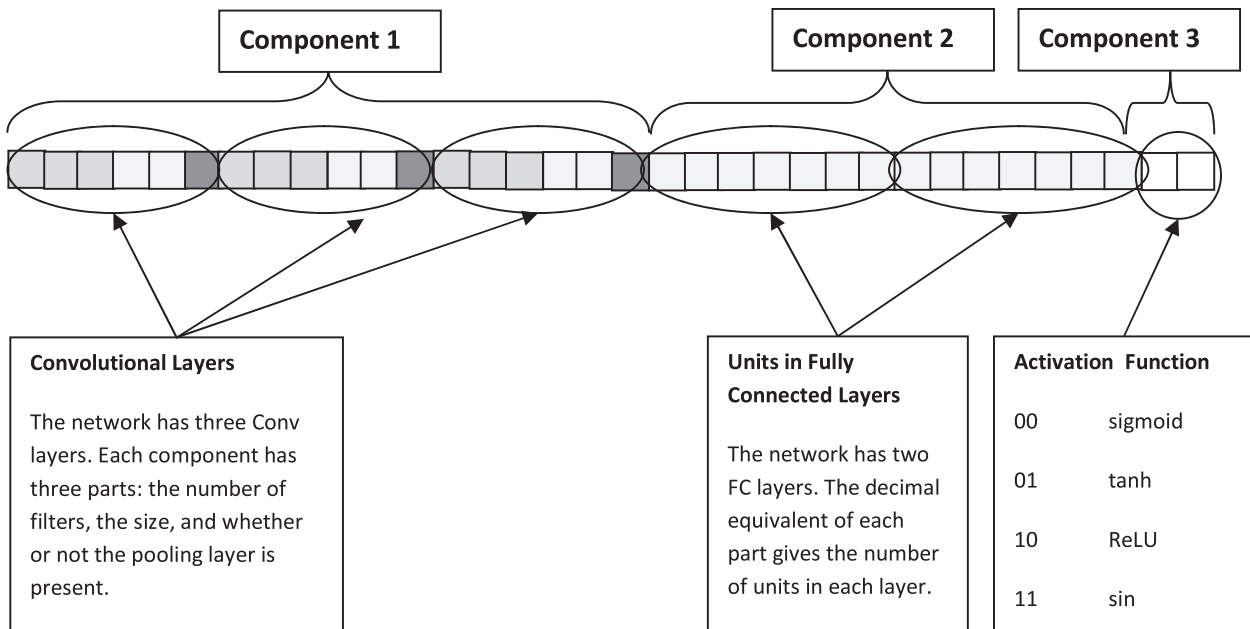 Component 1
Component 2
Component 3
Convolutional Layers
The network has three Conv
layers. Each component has
three parts: the number of
filters, the size, and whether
or not the pooling layer is
present.
Units in Fully
Connected Layers
The network has two
FC layers. The decimal
equivalent of each
part gives the number
of units in each layer.
Activation Function
00 sigmoid
01 tanh
10 ReLU
11 sin